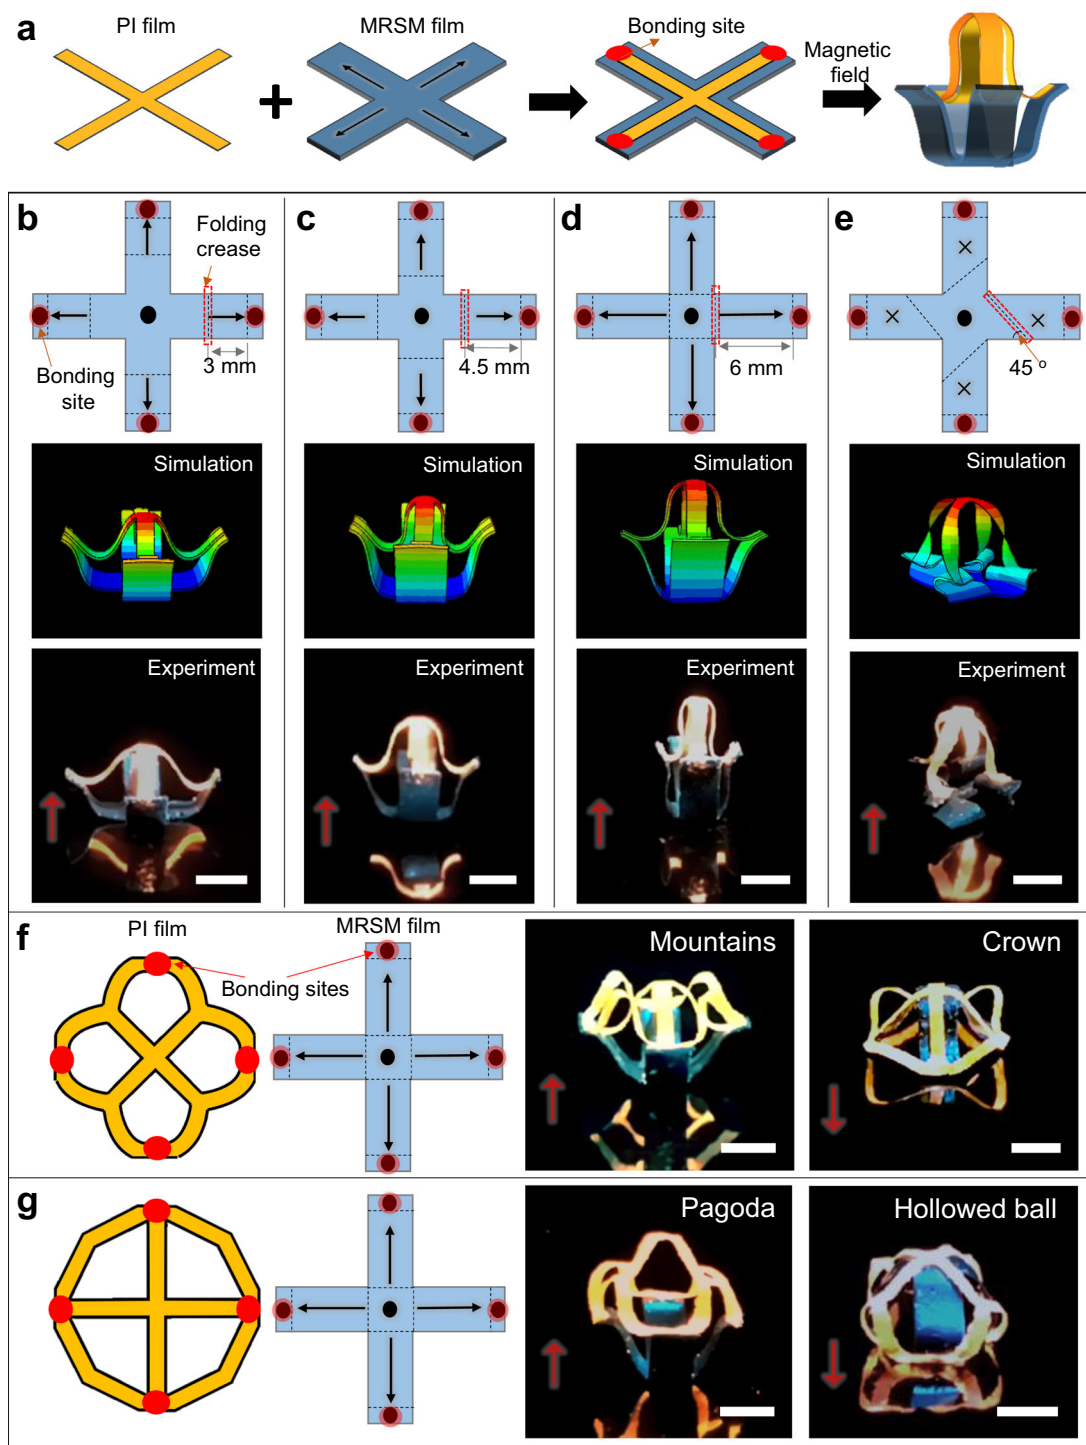 a
PI film
MRSM film
Bonding site
Magnetic
field
b
Folding
crease
Bonding
site
3 mm
Simulation
Experiment
c
4.5 mm
Simulation
Experiment
d
6 mm
Simulation
Experiment
e
45 o
Simulation
Experiment
f
PI film
MRSM film
Bonding sites
Mountains
Crown
g
Pagoda
Hollowed ball